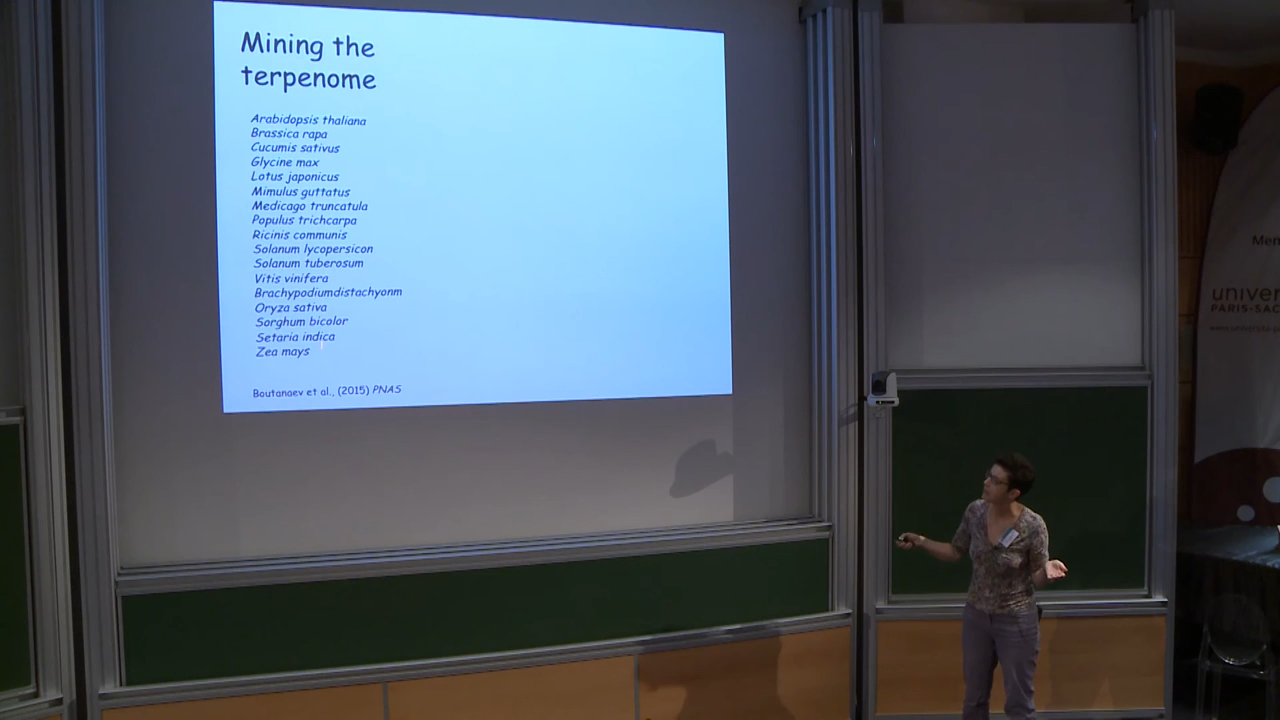 Mining the
terpenome
Arabidopsis thaliana
Brassica rapa
Cucumis sativus
Glycine max
Lotus japonicus
Mimulus guttatus
Medicago truncatula
Populus trichcarpa
Ricinis communis
Solanum lycopersicon
Solanum tuberosum
Vitis vinifera
Brachypodiumdistachyonm
Oryza sativa
Sorghum bicolor
Setaria indica
Zea mays
Boutanaev et al., (2015) PNAS
Mem
univer
PARIS-SAC